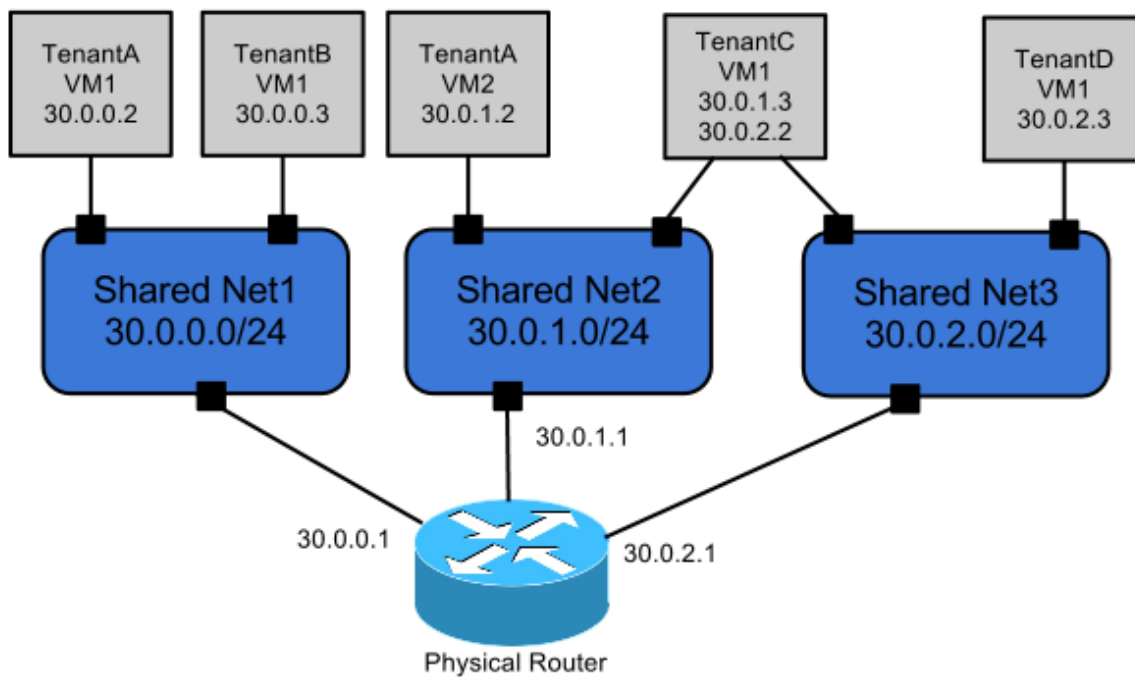 TenantA
VM1
30.0.0.2
TenantB
VM1
30.0.0.3
TenantA
VM2
30.0.1.2
TenantC
VM1
30.0.1.3
30.0.2.2
TenantD
VM1
30.0.2.3
Shared Net1
30.0.0.0/24
Shared Net2
30.0.1.0/24
Shared Net3
30.0.2.0/24
30.0.1.1
30.0.0.1
30.0.2.1
Physical Router